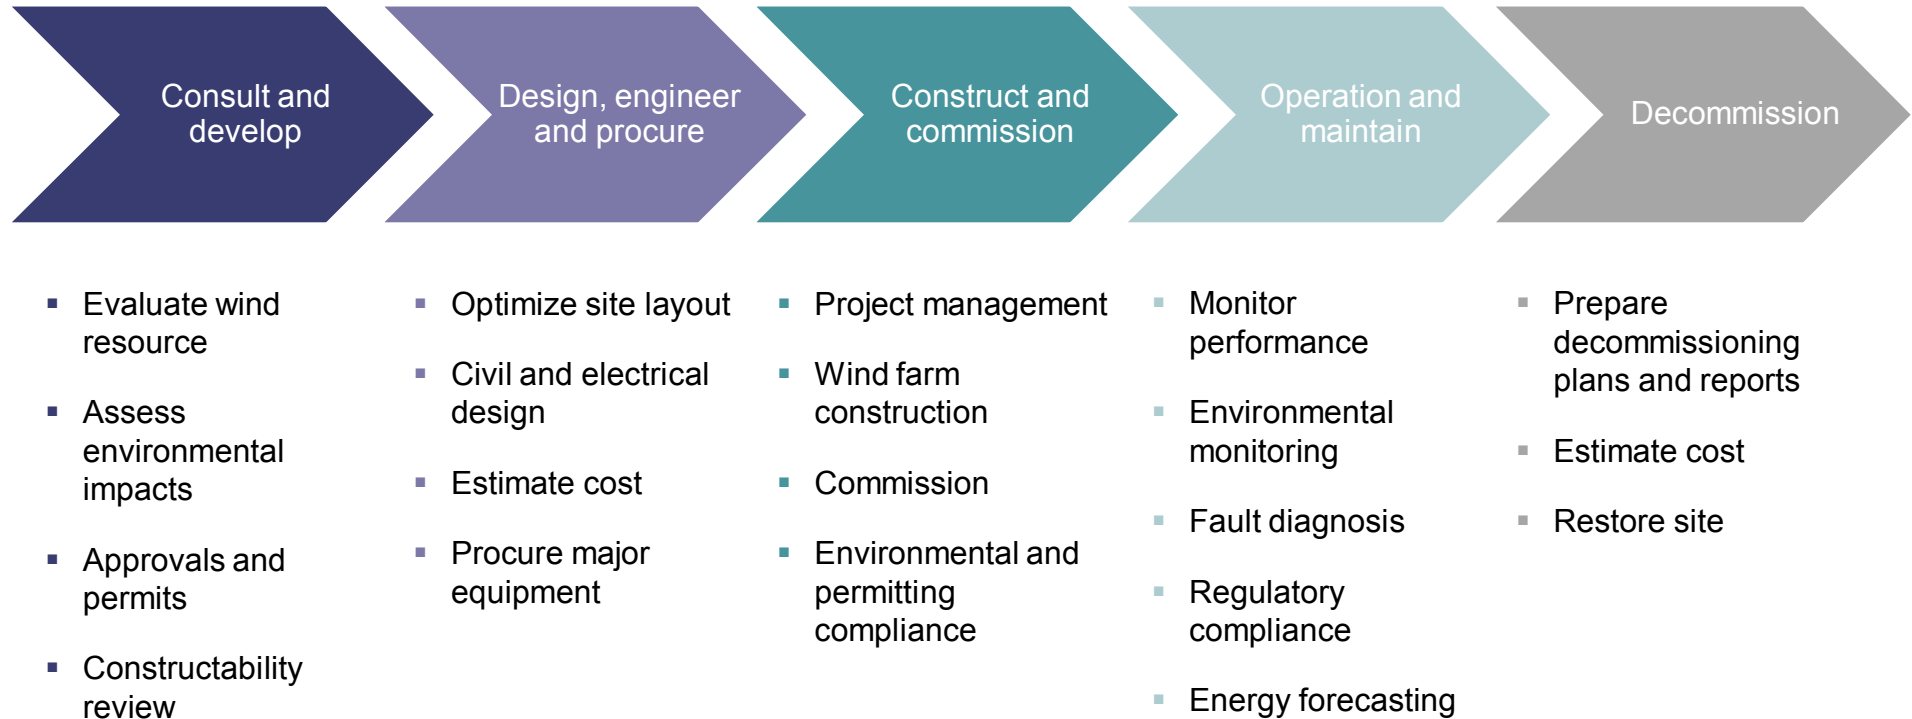 Consult and
develop
Design, engineer
and procure
Construct and
commission
Operation and
maintain
Decommission
▪ Evaluate wind
resource
▪ Assess
environmental
impacts
▪ Approvals and
permits
▪ Constructability
review
▪ Optimize site layout
▪ Civil and electrical
design
▪ Estimate cost
▪ Procure major
equipment
▪ Project management
▪ Wind farm
construction
▪ Commission
▪ Environmental and
permitting
compliance
▪ Monitor
performance
▪ Environmental
monitoring
▪ Fault diagnosis
▪ Regulatory
compliance
▪ Energy forecasting
▪ Prepare
decommissioning
plans and reports
▪ Estimate cost
▪ Restore site